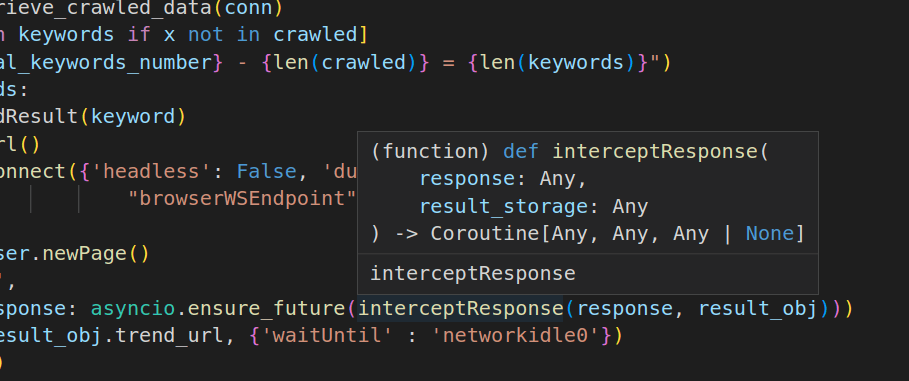 rieve_crawled_data(conn)
n keywords if x not in crawled]
al_keywords_number} - {len(crawled)} = {len(keywords)}")
ds:
dResult(keyword)
rl()
onnect({'headless': False, 'du
"browserWSEndpoint"
(function) def interceptResponse(
response: Any,
result_storage: Any
) -> Coroutine[Any, Any, Any | None]
interceptResponse
ser.newPage()
',
sponse: asyncio.ensure_future(interceptResponse(response, result_obj)))
esult_obj.trend_url, {'waitUntil' : 'networkidle0'})
)